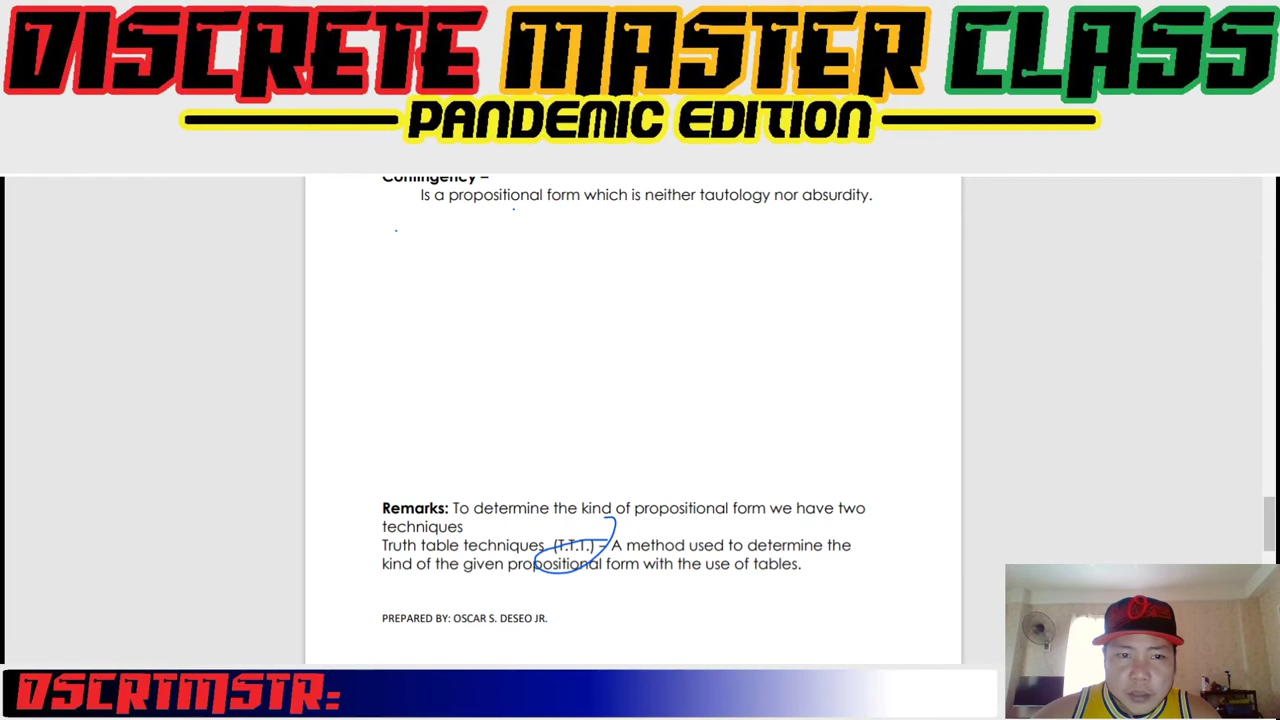 DISCRETE MASTER CLASS
PANDEMIC EDITION
Contingency –
Is a propositional form which is neither tautology nor absurdity.
Remarks: To determine the kind of propositional form we have two
techniques
Truth table techniques (T.T.T.) – A method used to determine the
kind of the given propositional form with the use of tables.
PREPARED BY: OSCAR S. DESEO JR.
DSCRTMSTR: